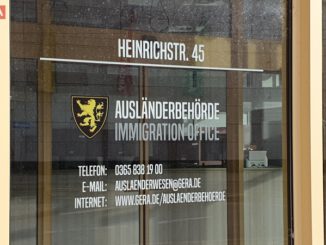 HEINRICHSTR. 45
AUSLÄNDERBEHÖRDE
IMMIGRATION OFFICE
TELEFON: 0365 838 19 00
E-MAIL: AUSLAENDERWESEN@GERA.DE
INTERNET: WWW.GERA.DE/AUSLAENDERBEHOERDE